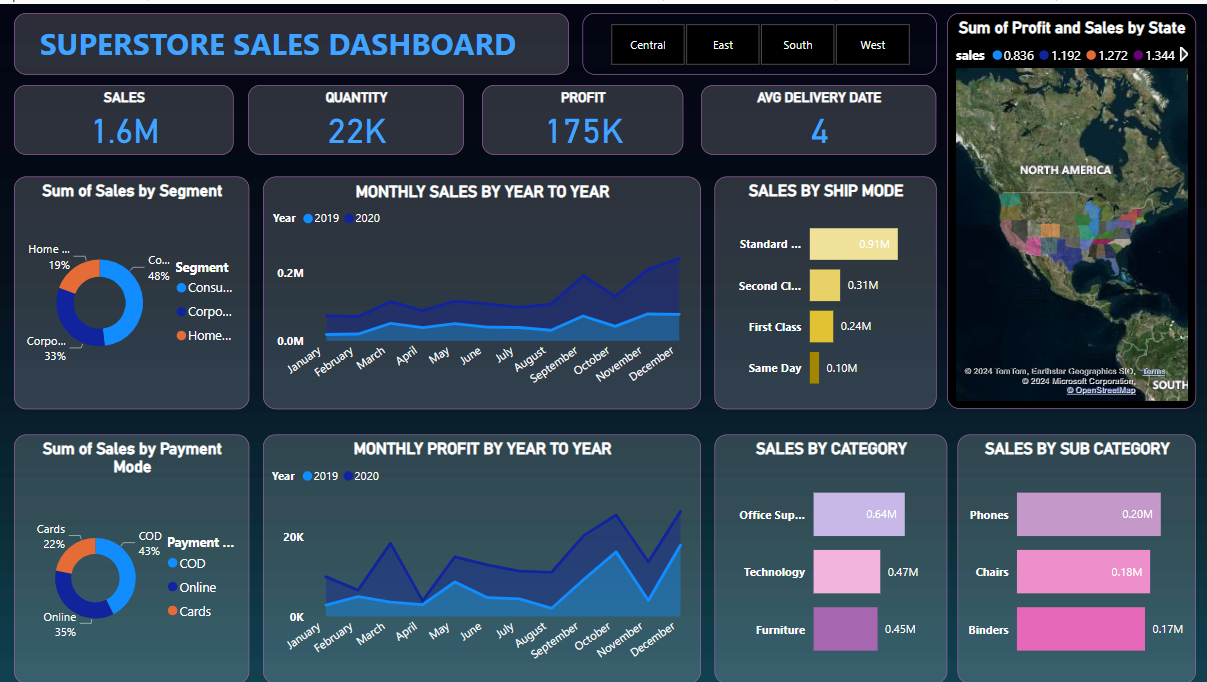 SUPERSTORE SALES DASHBOARD
Central
East
South
West
Sum of Profit and Sales by State
sales 0.836 1.192 1.272 1.344
SALES
1.6M
QUANTITY
22K
PROFIT
175K
AVG DELIVERY DATE
4
NORTH AMERICA
© 2024 TomTom, Earthstar Geographics SIO, Terms
© 2024 Microsoft Corporation,
© OpenStreetMap
SOUTH
Sum of Sales by Segment
Home ...
19%
Co...
48%
Corpo...
33%
Segment
Consu...
Corpo...
Home...
MONTHLY SALES BY YEAR TO YEAR
Year 2019 2020
0.2M
0.0M
January
February
March
April
May
June
July
August
September
October
November
December
SALES BY SHIP MODE
Standard ... 0.91M
Second Cl... 0.31M
First Class 0.24M
Same Day 0.10M
Sum of Sales by Payment
Mode
Cards
22%
COD
43%
Online
35%
Payment ...
COD
Online
Cards
MONTHLY PROFIT BY YEAR TO YEAR
Year 2019 2020
20K
0K
January
February
March
April
May
June
July
August
September
October
November
December
SALES BY CATEGORY
Office Sup... 0.64M
Technology 0.47M
Furniture 0.45M
SALES BY SUB CATEGORY
Phones 0.20M
Chairs 0.18M
Binders 0.17M